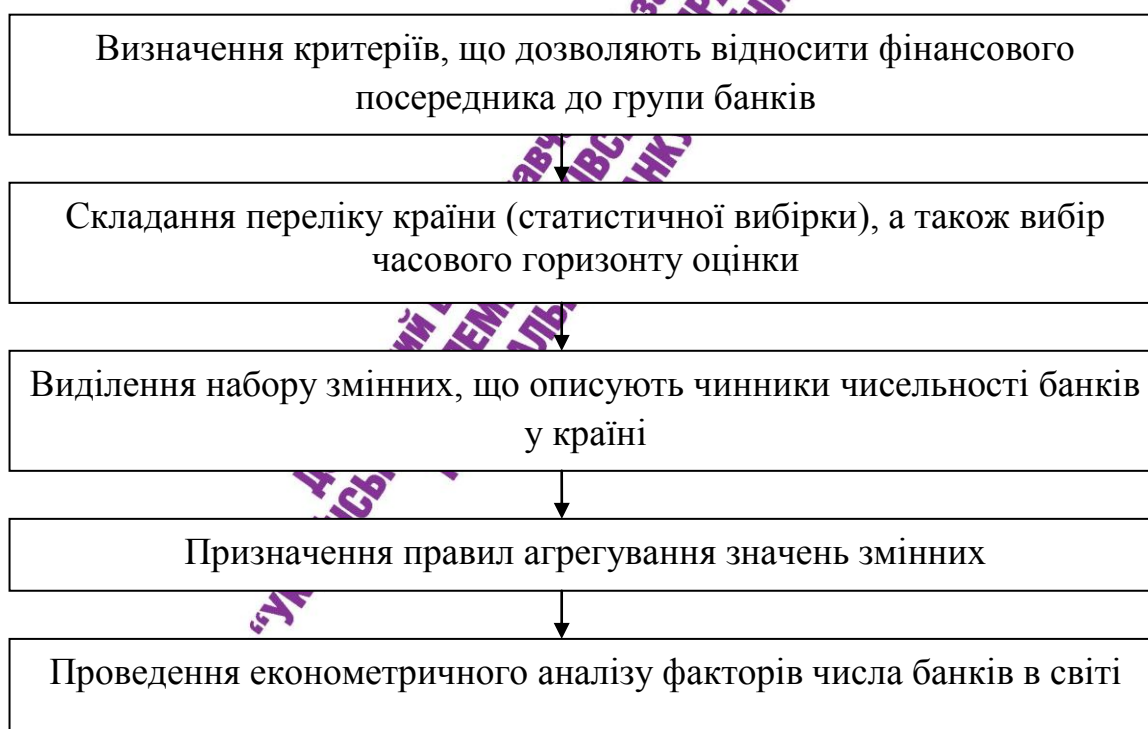 Визначення критеріїв, що дозволяють відносити фінансового
посередника до групи банків
Складання переліку країни (статистичної вибірки), а також вибір
часового горизонту оцінки
Виділення набору змінних, що описують чинники чисельності банків
у країні
Призначення правил агрегування значень змінних
Проведення економетричного аналізу факторів числа банків в світі